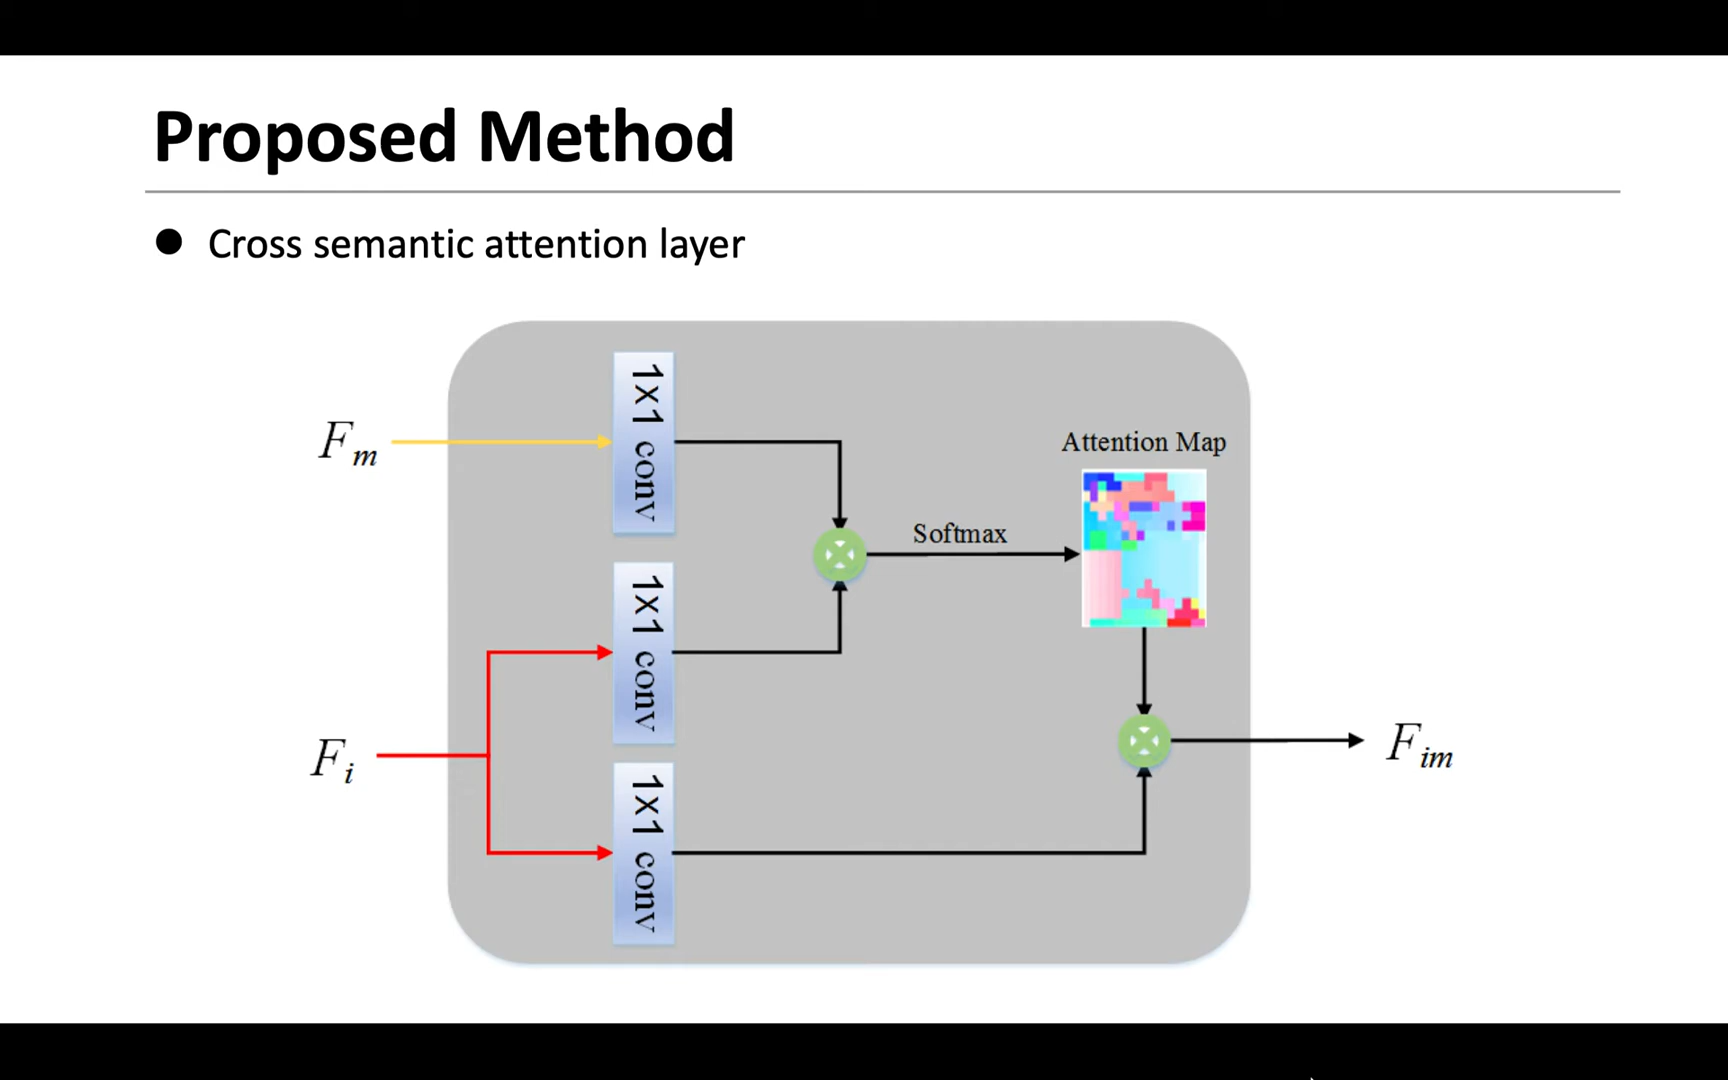 Proposed Method
● Cross semantic attention layer
1x1 conv
F_m
Attention Map
Softmax
1x1 conv
F_i
F_im
1x1 conv